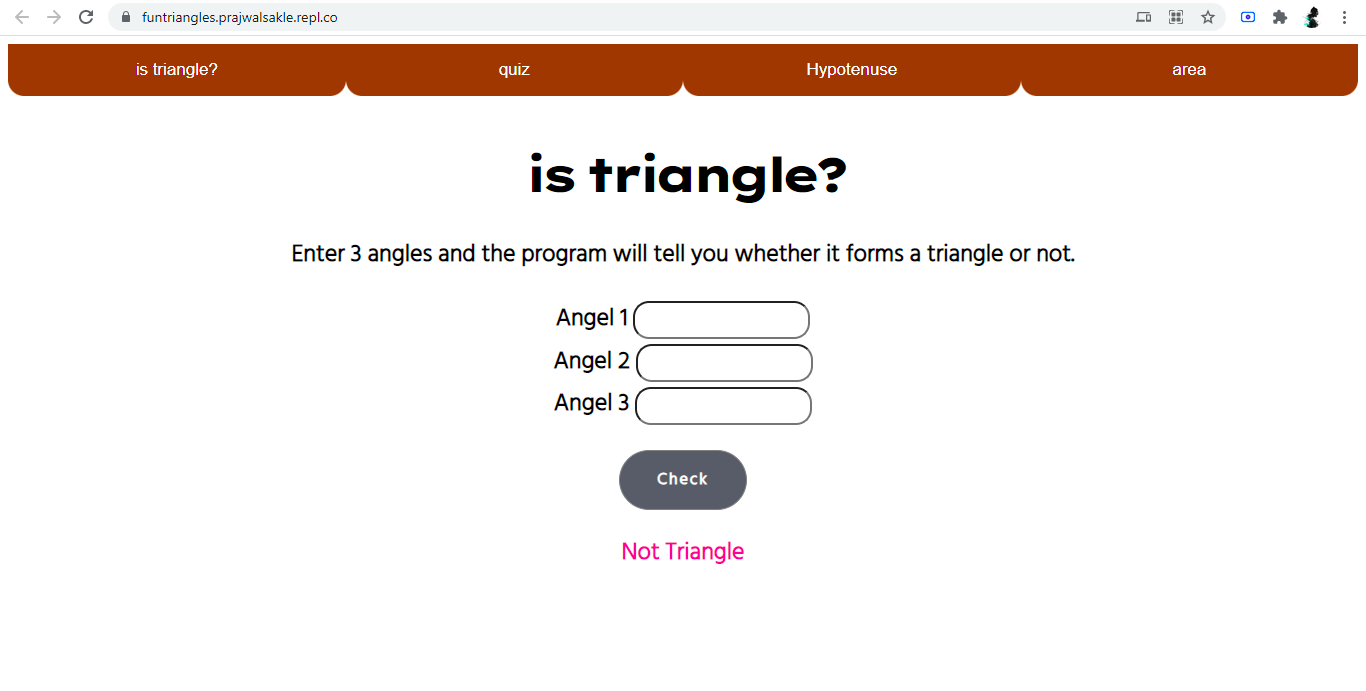 funtriangles.prajwalsakle.repl.co
is triangle? quiz Hypotenuse area
is triangle?
Enter 3 angles and the program will tell you whether it forms a triangle or not.
Angel 1
Angel 2
Angel 3
Check
Not Triangle